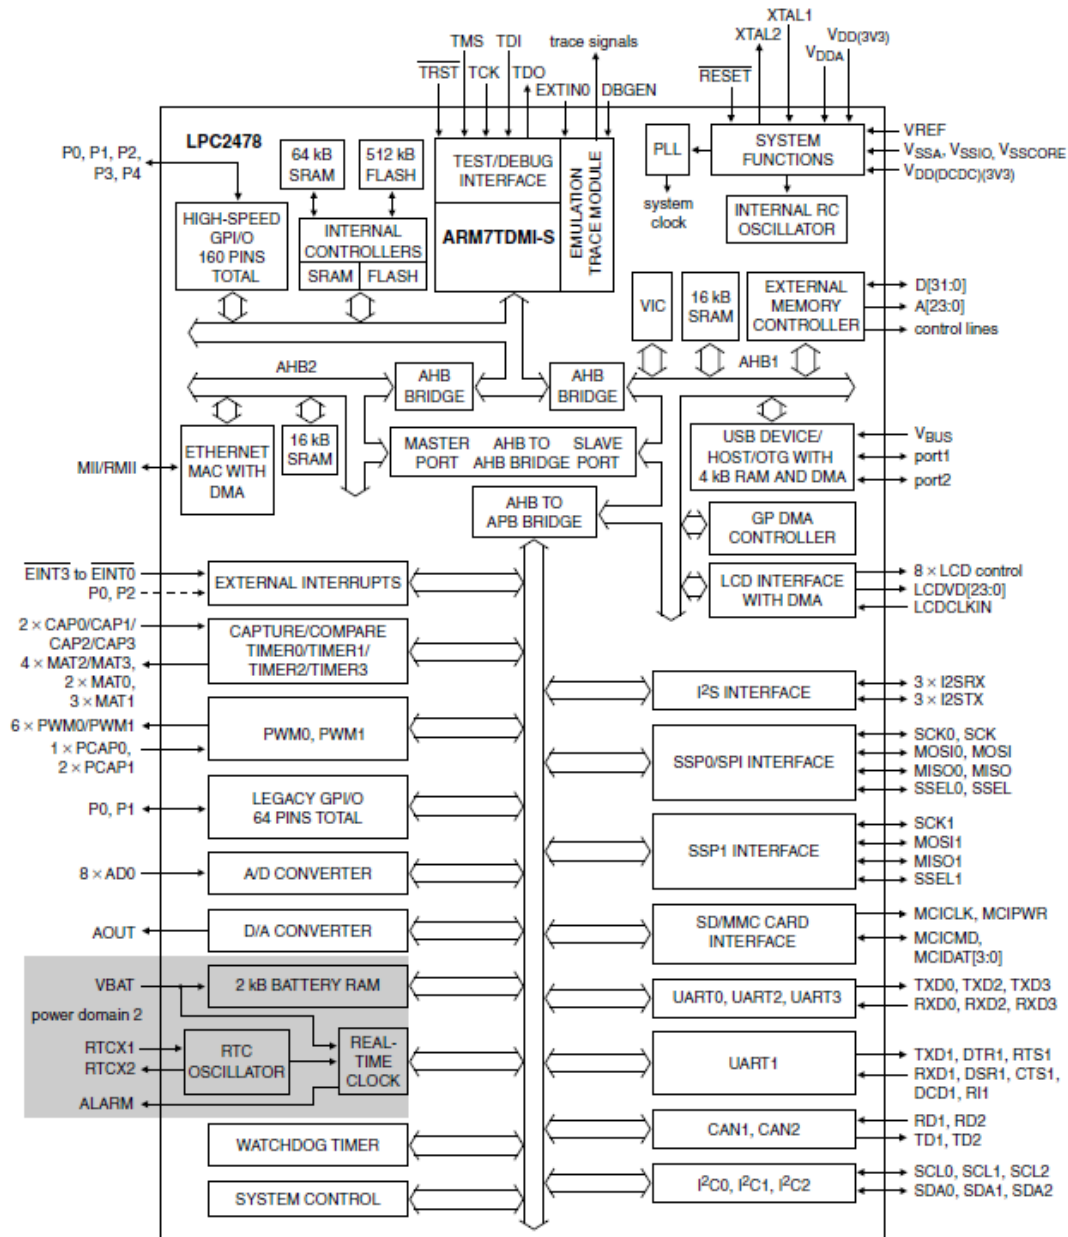 XTAL1
XTAL2
VDD(3V3)
VDDA
TMS TDI
trace signals
TRST TCK TDO
RESET
EXTIN0 DBGEN
LPC2478
P0, P1, P2,
P3, P4
64 kB
SRAM
512 kB
FLASH
TEST/DEBUG
INTERFACE
EMULATION
TRACE MODULE
PLL
SYSTEM
FUNCTIONS
VREF
VSSA, VSSIO, VSSCORE
VDD(DCDC)(3V3)
HIGH-SPEED
GPI/O
160 PINS
TOTAL
INTERNAL
CONTROLLERS
SRAM FLASH
ARM7TDMI-S
system
clock
INTERNAL RC
OSCILLATOR
VIC
16 kB
SRAM
EXTERNAL
MEMORY
CONTROLLER
D[31:0]
A[23:0]
control lines
AHB2
AHB
BRIDGE
AHB
BRIDGE
AHB1
ETHERNET
MAC WITH
DMA
16 kB
SRAM
MASTER AHB TO SLAVE
PORT AHB BRIDGE PORT
USB DEVICE/
HOST/OTG WITH
4 kB RAM AND DMA
VBUS
port1
port2
MII/RMII
AHB TO
APB BRIDGE
GP DMA
CONTROLLER
EINT3 to EINT0
P0, P2
EXTERNAL INTERRUPTS
LCD INTERFACE
WITH DMA
8 × LCD control
LCDVD[23:0]
LCDCLKIN
2 × CAP0/CAP1/
CAP2/CAP3
4 × MAT2/MAT3,
2 × MAT0,
3 × MAT1
CAPTURE/COMPARE
TIMER0/TIMER1/
TIMER2/TIMER3
I2S INTERFACE
3 × I2SRX
3 × I2STX
6 × PWM0/PWM1
1 × PCAP0,
2 × PCAP1
PWM0, PWM1
SSP0/SPI INTERFACE
SCK0, SCK
MOSI0, MOSI
MISO0, MISO
SSEL0, SSEL
P0, P1
LEGACY GPI/O
64 PINS TOTAL
SSP1 INTERFACE
SCK1
MOSI1
MISO1
SSEL1
8 × AD0
A/D CONVERTER
AOUT
D/A CONVERTER
SD/MMC CARD
INTERFACE
MCICLK, MCIPWR
MCICMD,
MCIDAT[3:0]
VBAT
power domain 2
2 kB BATTERY RAM
UART0, UART2, UART3
TXD0, TXD2, TXD3
RXD0, RXD2, RXD3
RTCX1
RTCX2
ALARM
RTC
OSCILLATOR
REAL-
TIME
CLOCK
UART1
TXD1, DTR1, RTS1
RXD1, DSR1, CTS1,
DCD1, RI1
WATCHDOG TIMER
CAN1, CAN2
RD1, RD2
TD1, TD2
SYSTEM CONTROL
I2C0, I2C1, I2C2
SCL0, SCL1, SCL2
SDA0, SDA1, SDA2